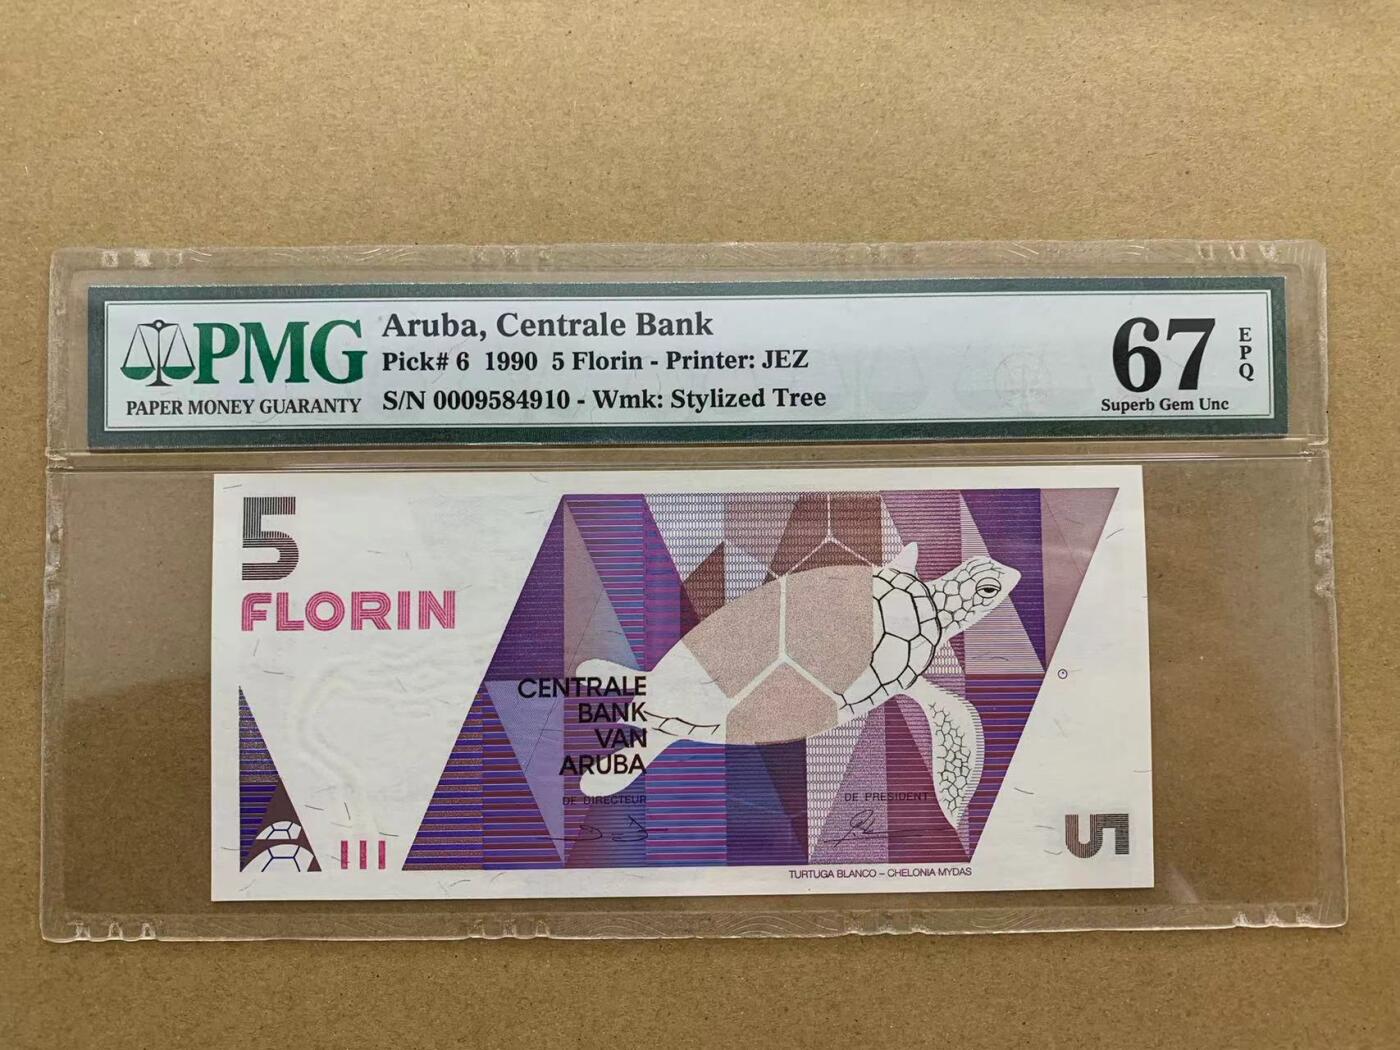 PMG
PAPER MONEY GUARANTY
Aruba, Centrale Bank
Pick# 6 1990 5 Florin - Printer: JEZ
S/N 0009584910 - Wmk: Stylized Tree
67
EPQ
Superb Gem Unc
5
FLORIN
CENTRALE
BANK
VAN
ARUBA
DE DIRECTEUR
DE PRESIDENT
TURTUGA BLANCO – CHELONIA MYDAS
5